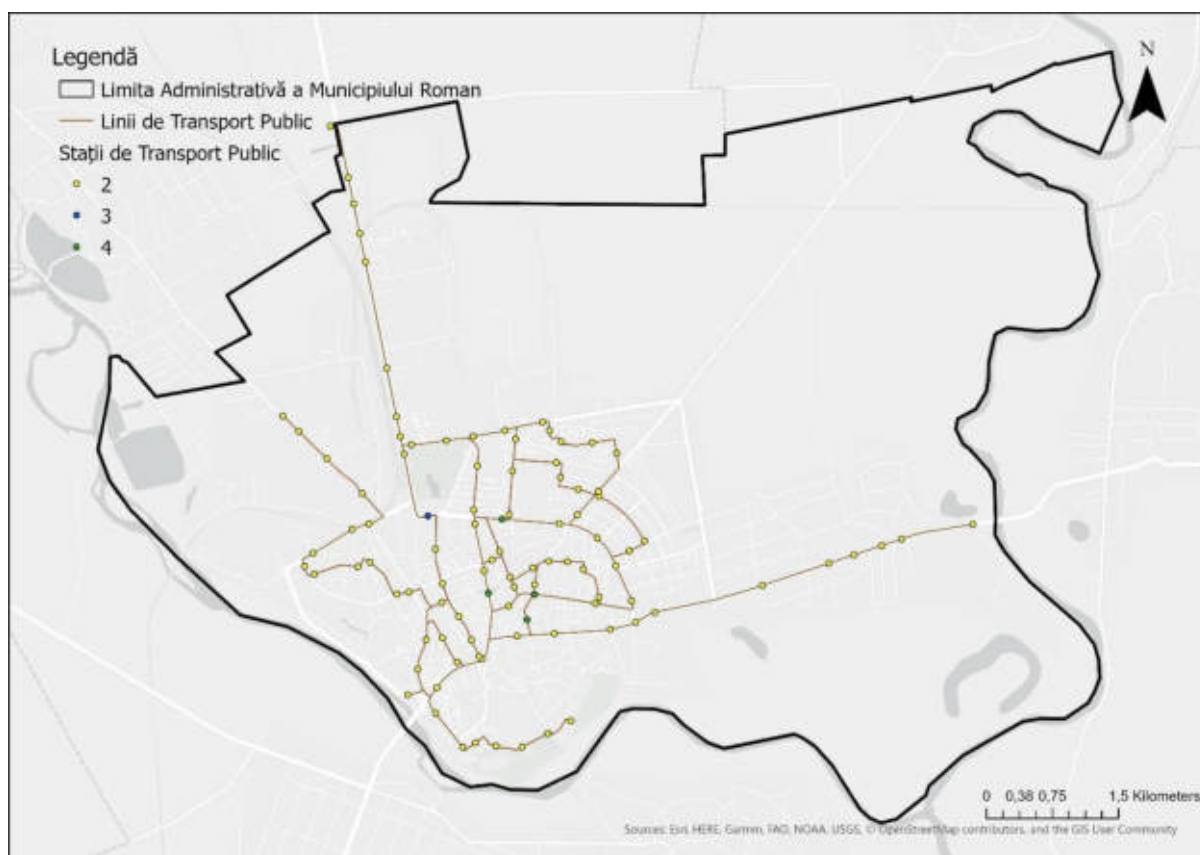 Legendă
Limita Administrativă a Municipiului Roman
Linii de Transport Public
Stații de Transport Public
2
3
4
N
0 0,38 0,75 1,5 Kilometers
Sources: Esri, HERE, Garmin, FAO, NOAA, USGS, © OpenStreetMap contributors, and the GIS User Community